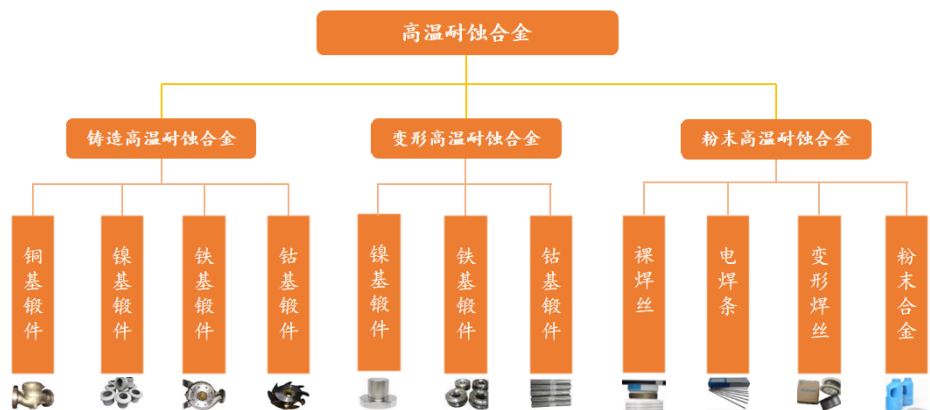 高温耐蚀合金
铸造高温耐蚀合金
变形高温耐蚀合金
粉末高温耐蚀合金
铜基锻件
镍基锻件
铁基锻件
钴基锻件
镍基锻件
铁基锻件
钴基锻件
裸焊丝
电焊条
变形焊丝
粉末合金